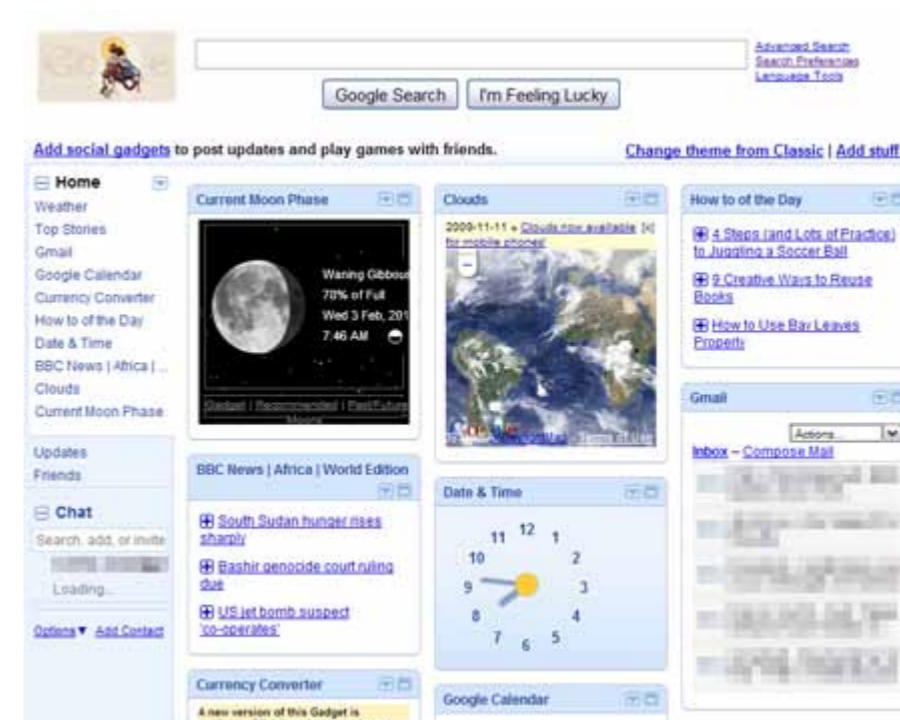 Advanced Search
Search Preferences
Language Tools
Google Search
I'm Feeling Lucky
Add social gadgets to post updates and play games with friends.
Change theme from Classic | Add stuff
Home
Weather
Top Stories
Gmail
Google Calendar
Currency Converter
How to of the Day
Date & Time
BBC News | Africa | ...
Clouds
Current Moon Phase
Updates
Friends
Chat
Search, add, or invite
Loading...
Options▼ Add Contact
Current Moon Phase
Waning Gibbous
78% of Full
Wed 3 Feb, 201
7:46 AM
Gadget | Recommended | Past/Future
Moons
BBC News | Africa | World Edition
South Sudan hunger rises
sharply
Bashir genocide court ruling
due
US jet bomb suspect
'co-operates'
Currency Converter
A new version of this Gadget is
Clouds
2009-11-11 » Clouds now available [x]
for mobile phones!
Date & Time
12
1
2
3
4
5
6
7
8
9
10
11
Google Calendar
How to of the Day
4 Steps (and Lots of Practice)
to Juggling a Soccer Ball
9 Creative Ways to Reuse
Books
How to Use Bay Leaves
Properly
Gmail
Actions...
Inbox – Compose Mail